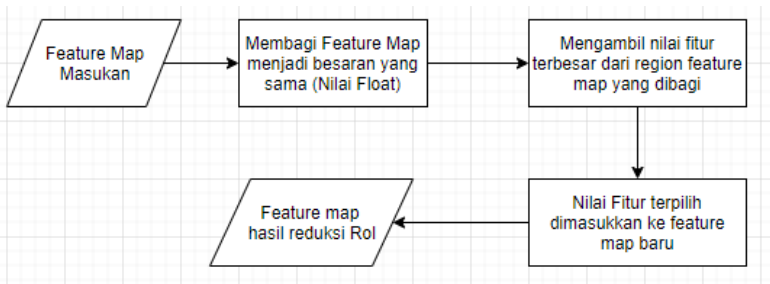 Feature Map
Masukan
Membagi Feature Map
menjadi besaran yang
sama (Nilai Float)
Mengambil nilai fitur
terbesar dari region feature
map yang dibagi
Nilai Fitur terpilih
dimasukkan ke feature
map baru
Feature map
hasil reduksi RoI